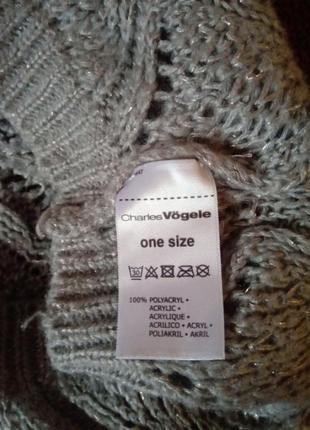 Charles Vögele
one size
30
100% POLYACRYL •
ACRYLIC •
ACRYLIQUE •
ACRILICO • ACRYL •
POLIAKRIL • AKRIL